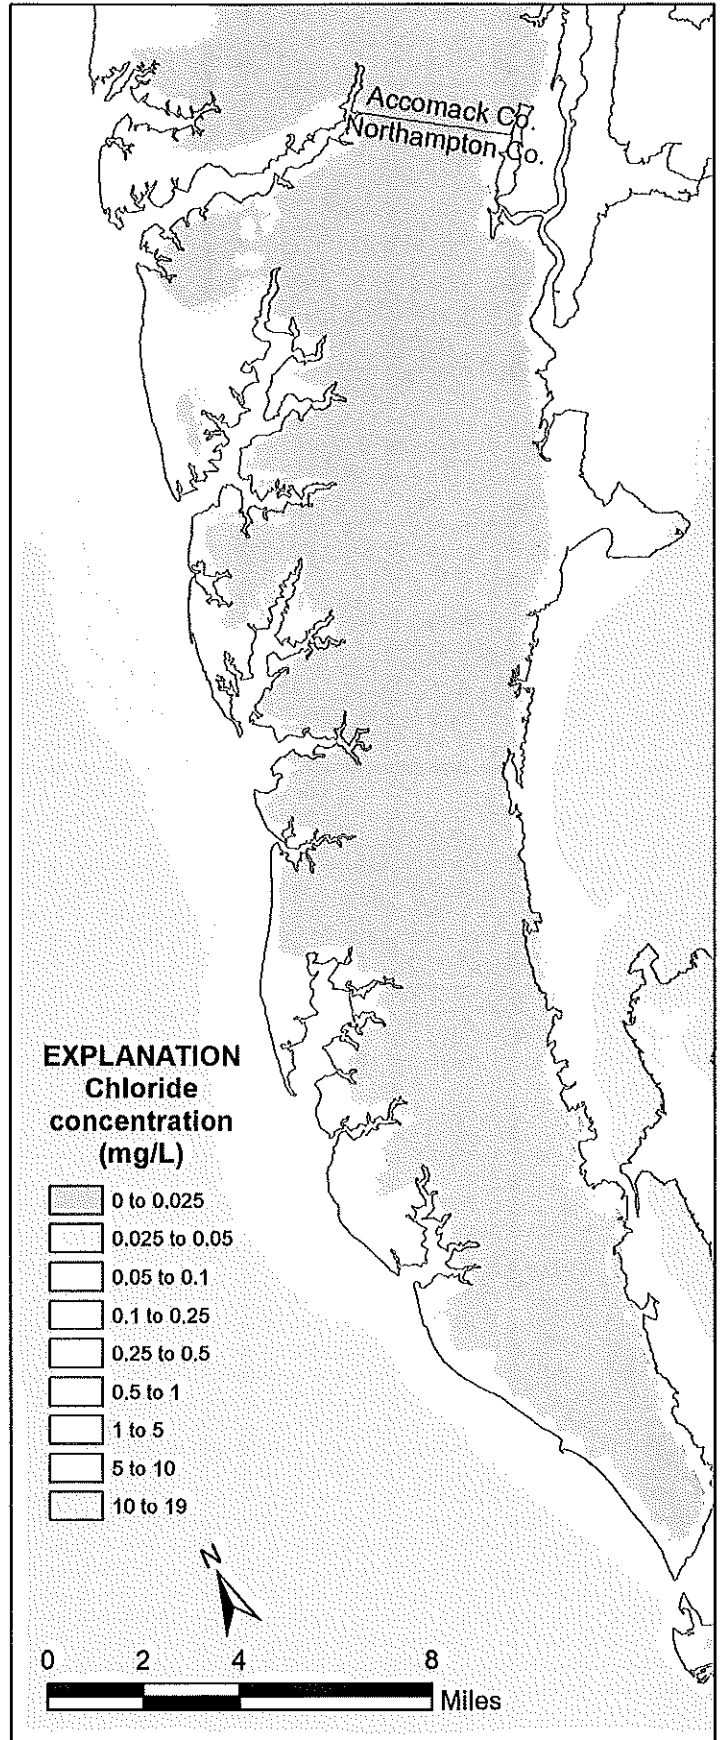 Accomack Co.
Northampton Co.
EXPLANATION
Chloride
concentration
(mg/L)
0 to 0.025
0.025 to 0.05
0.05 to 0.1
0.1 to 0.25
0.25 to 0.5
0.5 to 1
1 to 5
5 to 10
10 to 19
N
0 2 4 8
Miles